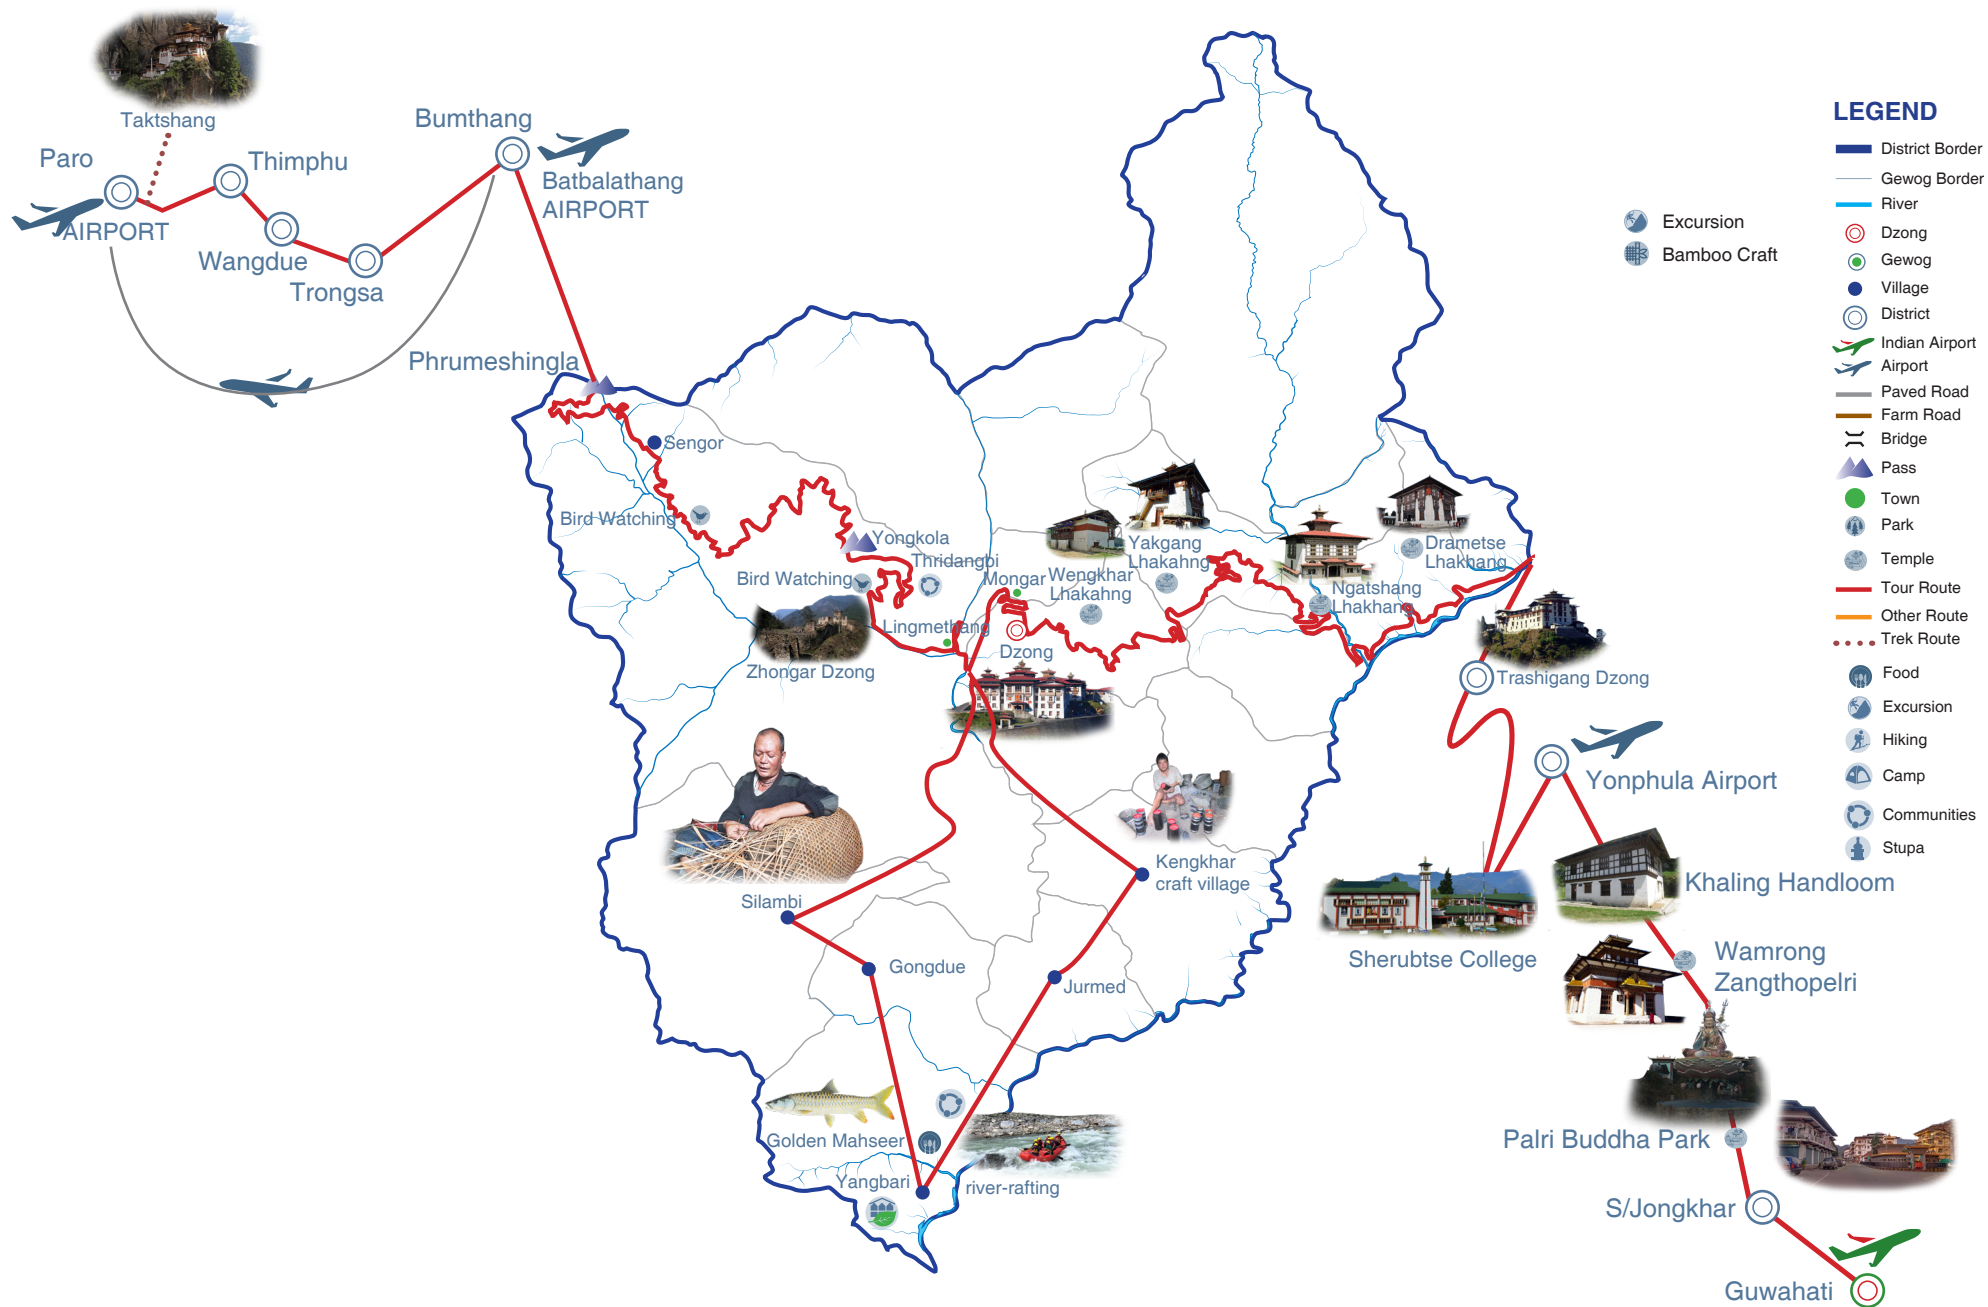 Taktshang
Paro
AIRPORT
Thimphu
Wangdue
Trongsa
Bumthang
Batbalathang
AIRPORT
Phrumeshingla
Sengor
Bird Watching
Yongkola
Thridangbi
Bird Watching
Lingmethang
Zhongar Dzong
Mongar
Dzong
Wengkhar
Lhakahng
Yakgang
Lhakahng
Ngatshang
Lhakhang
Drametse
Lhakhang
Trashigang Dzong
Yonphula Airport
Sherubtse College
Khaling Handloom
Wamrong
Zangthopelri
Palri Buddha Park
S/Jongkhar
Guwahati
Silambi
Gongdue
Kengkhar
craft village
Jurmed
Golden Mahseer
Yangbari
river-rafting
Excursion
Bamboo Craft
LEGEND
District Border
Gewog Border
River
Dzong
Gewog
Village
District
Indian Airport
Airport
Paved Road
Farm Road
Bridge
Pass
Town
Park
Temple
Tour Route
Other Route
Trek Route
Food
Excursion
Hiking
Camp
Communities
Stupa